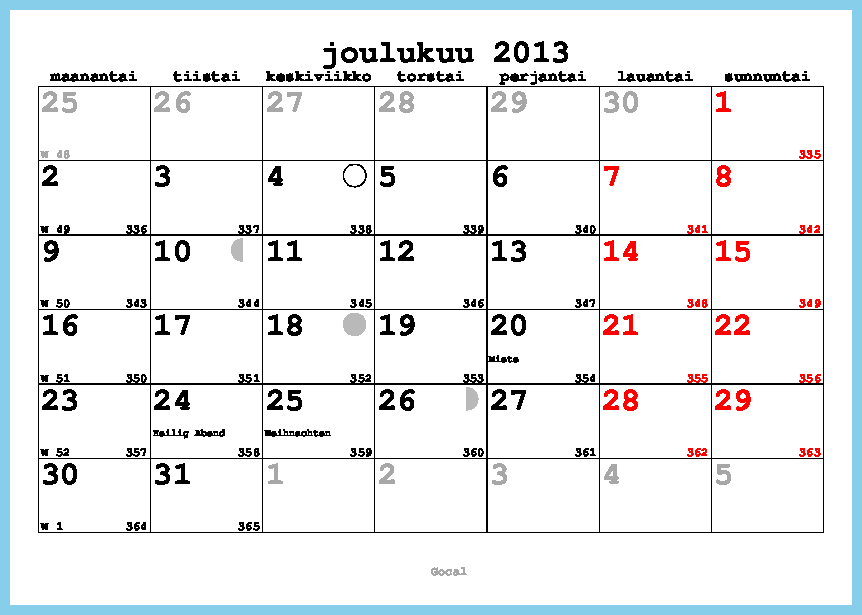 joulukuu 2013
maanantai tiistai keskiviikko torstai perjantai lauantai sunnuntai
25 26 27 28 29 30 1
W 48 335
2 3 4 5 6 7 8
W 49 336 337 338 339 340 341 342
9 10 11 12 13 14 15
W 50 343 344 345 346 347 348 349
16 17 18 19 20 21 22
Miete
W 51 350 351 352 353 354 355 356
23 24 25 26 27 28 29
Heilig Abend Weihnachten
W 52 357 358 359 360 361 362 363
30 31 1 2 3 4 5
W 1 364 365
Gocal